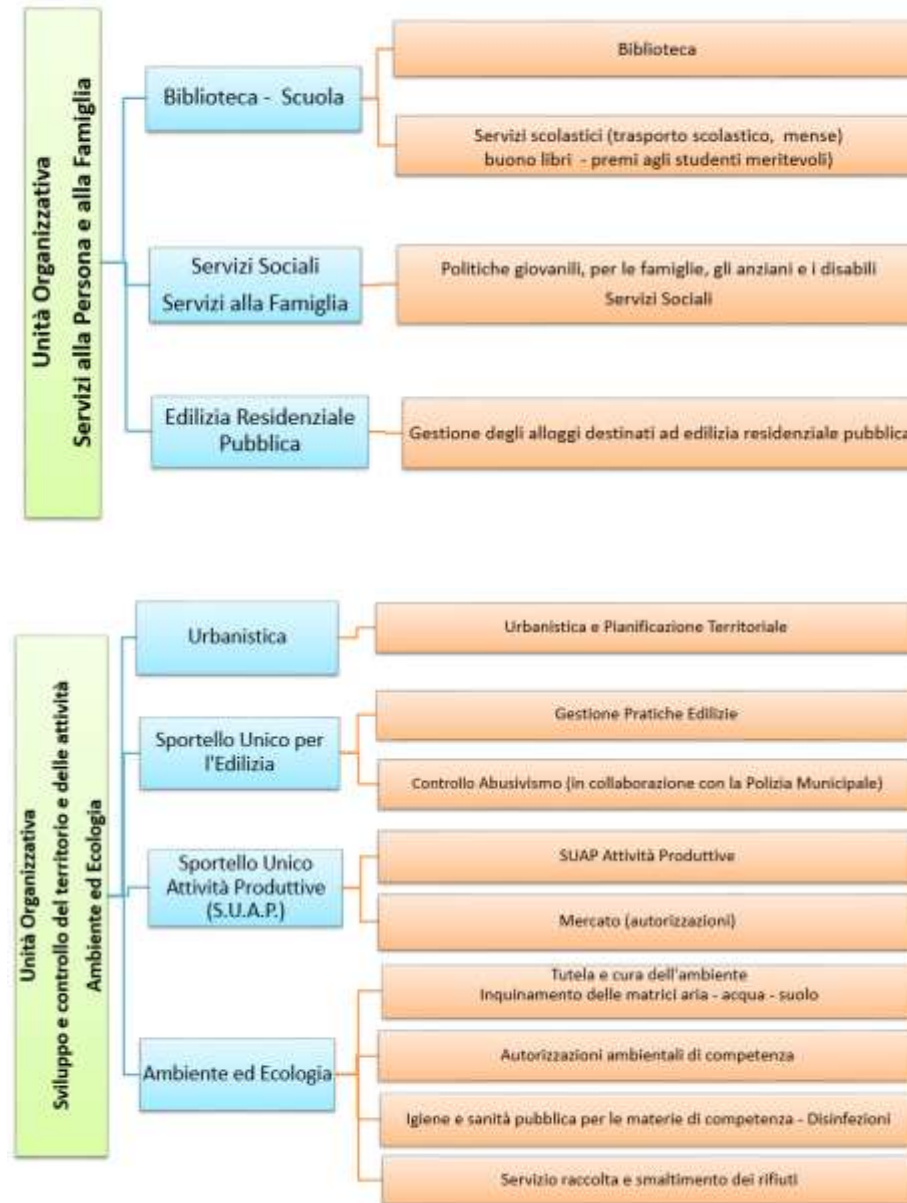 Unità Organizzativa
Servizi alla Persona e alla Famiglia
Biblioteca - Scuola
Biblioteca
Servizi scolastici (trasporto scolastico, mense)
buono libri - premi agli studenti meritevoli)
Servizi Sociali
Servizi alla Famiglia
Politiche giovanili, per le famiglie, gli anziani e i disabili
Servizi Sociali
Edilizia Residenziale
Pubblica
Gestione degli alloggi destinati ad edilizia residenziale pubblica
Unità Organizzativa
Sviluppo e controllo del territorio e delle attività
Ambiente ed Ecologia
Urbanistica
Urbanistica e Pianificazione Territoriale
Sportello Unico per
l'Edilizia
Gestione Pratiche Edilizie
Controllo Abusivismo (in collaborazione con la Polizia Municipale)
Sportello Unico
Attività Produttive
(S.U.A.P.)
SUAP Attività Produttive
Mercato (autorizzazioni)
Ambiente ed Ecologia
Tutela e cura dell'ambiente
Inquinamento delle matrici aria - acqua - suolo
Autorizzazioni ambientali di competenza
Igiene e sanità pubblica per le materie di competenza - Disinfezioni
Servizio raccolta e smaltimento dei rifiuti